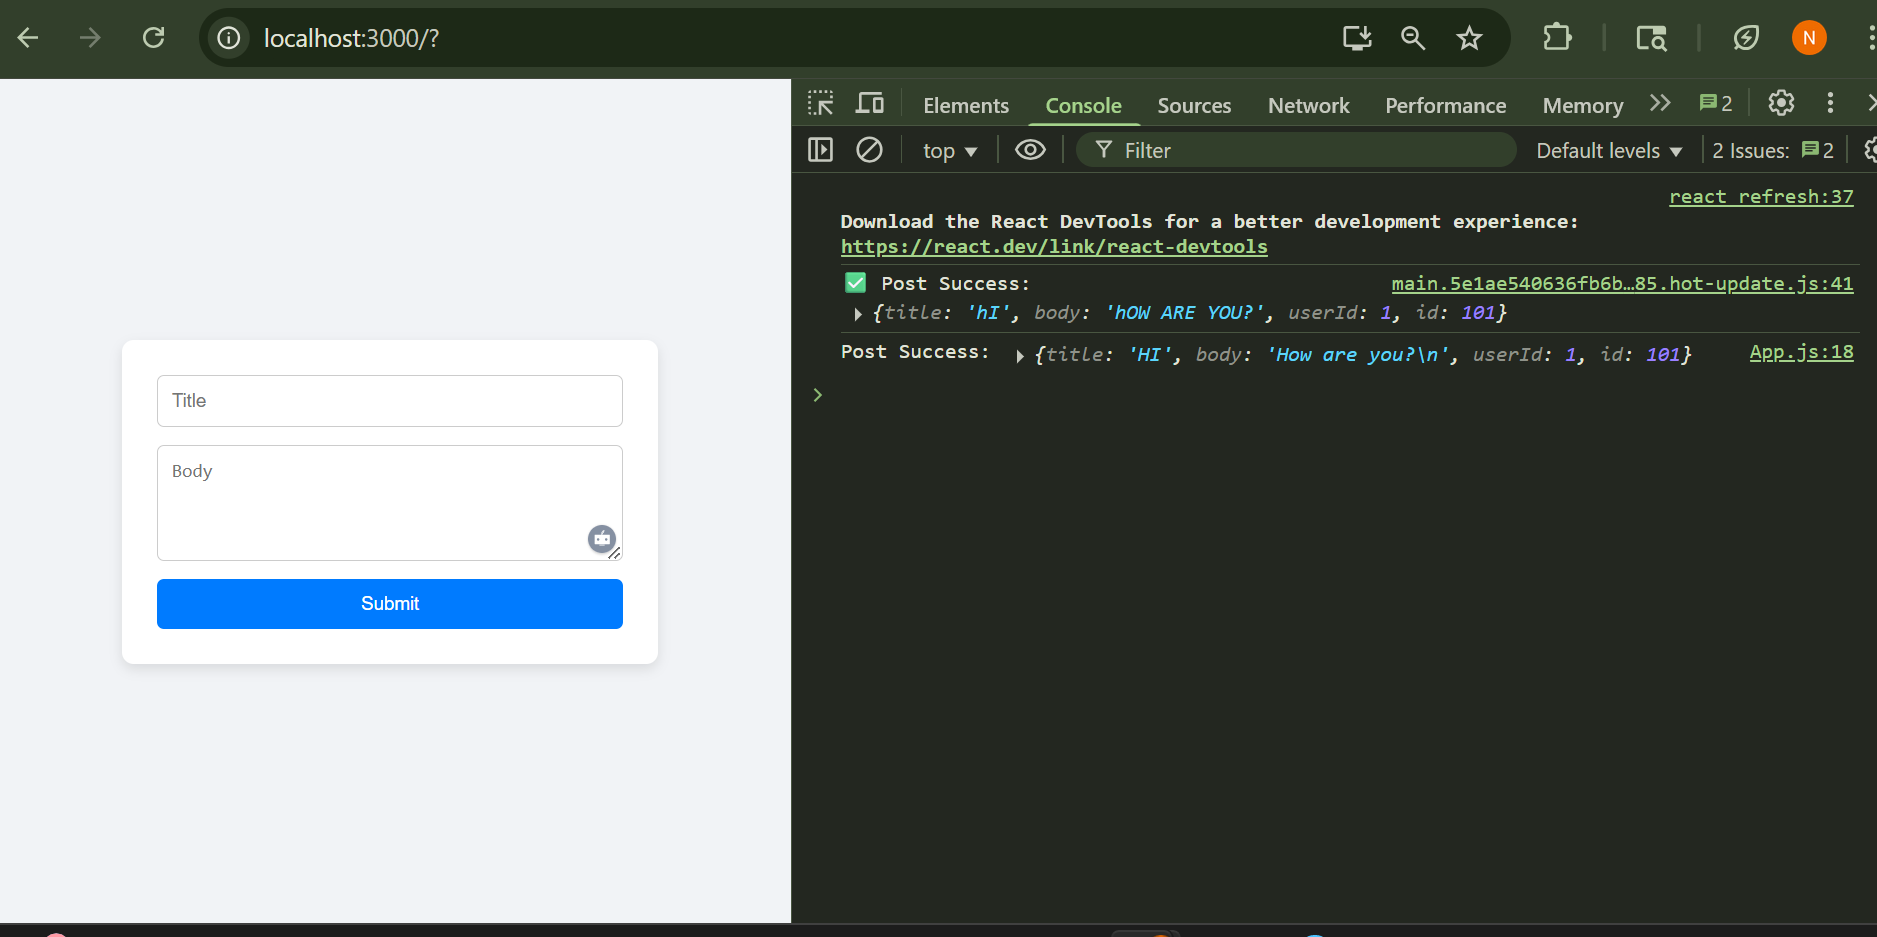 localhost:3000/?
N
Elements Console Sources Network Performance Memory 2
top Filter Default levels 2 Issues: 2
react refresh:37
Download the React DevTools for a better development experience:
https://react.dev/link/react-devtools
✅ Post Success: main.5e1ae540636fb6b…85.hot-update.js:41
{title: 'hI', body: 'hOW ARE YOU?', userId: 1, id: 101}
Post Success: {title: 'HI', body: 'How are you?\n', userId: 1, id: 101} App.js:18
Title
Body
Submit